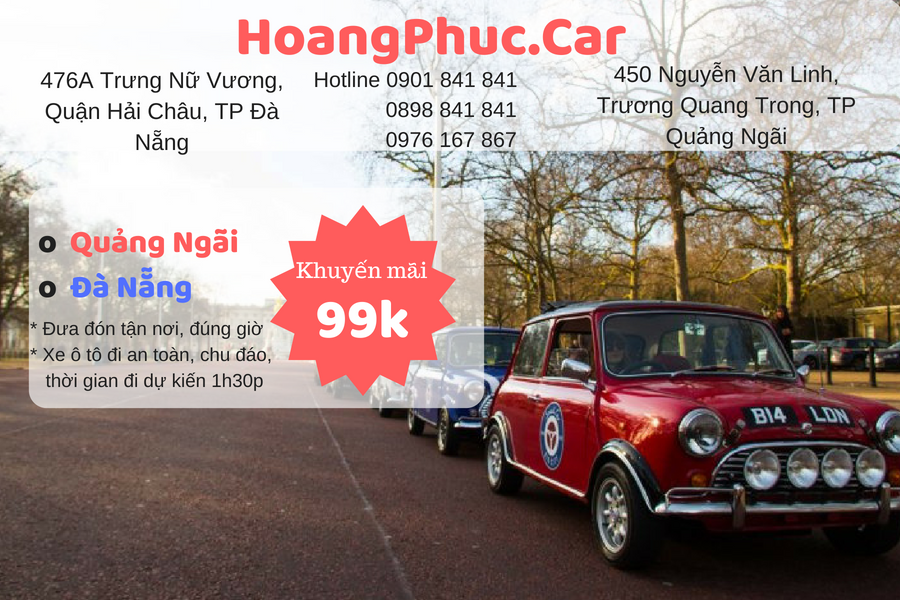 HoangPhuc.Car
476A Trưng Nữ Vương,
Quận Hải Châu, TP Đà
Nẵng
Hotline 0901 841 841
0898 841 841
0976 167 867
450 Nguyễn Văn Linh,
Trương Quang Trong, TP
Quảng Ngãi
o Quảng Ngãi
o Đà Nẵng
* Đưa đón tận nơi, đúng giờ
* Xe ô tô đi an toàn, chu đáo,
thời gian đi dự kiến 1h30p
Khuyến mãi
99k
B14 LDN